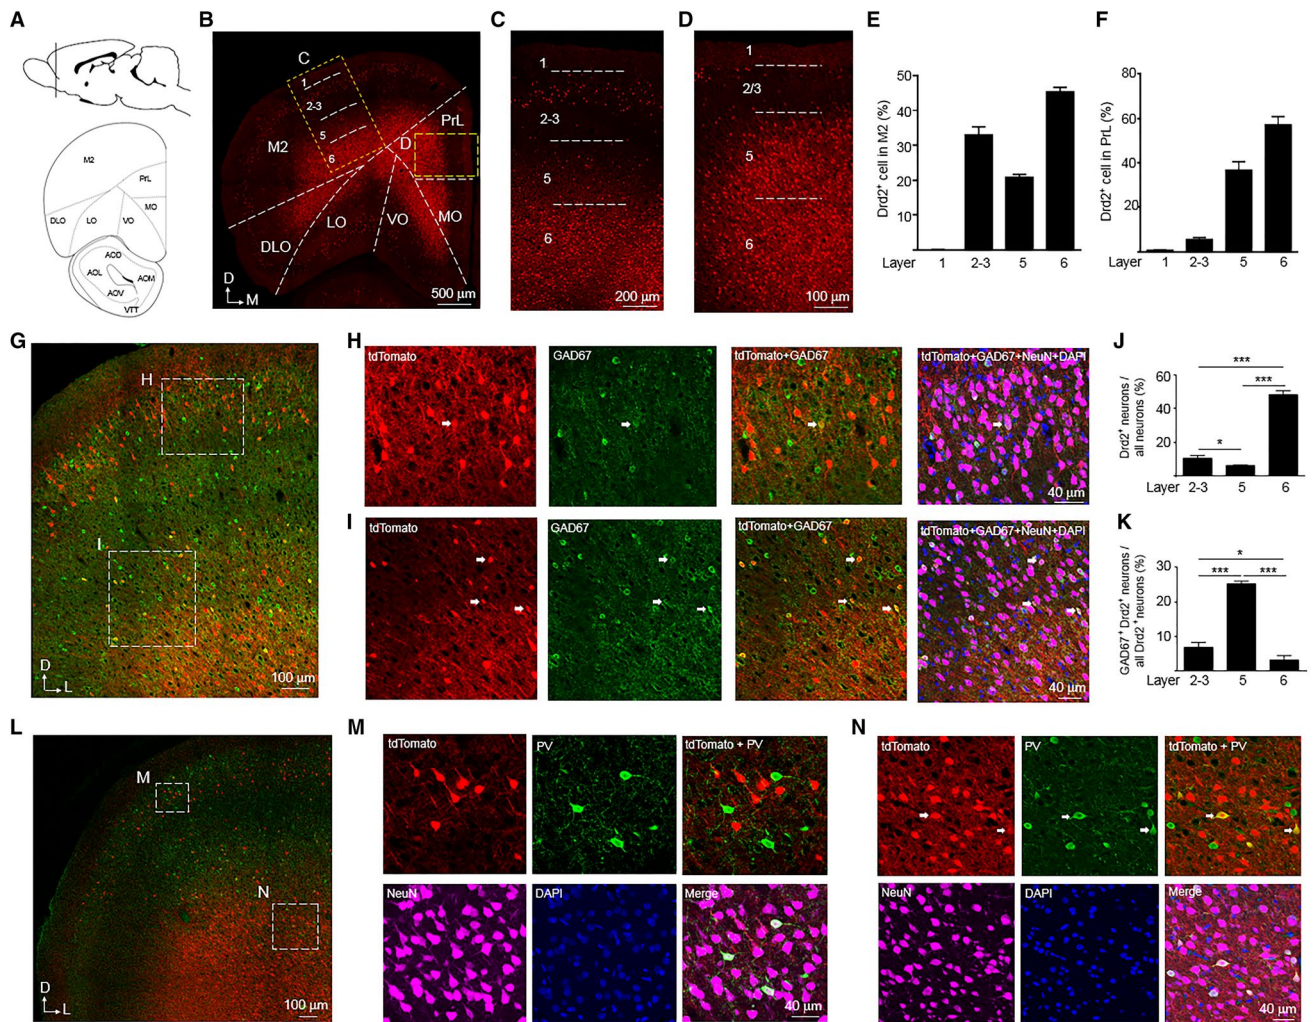 A
M2
PrL
MO
DLO
LO
VO
AOD
AOL
AOM
AOV
VTT
B
C
1
2-3
5
6
M2
D
PrL
LO
VO
MO
DLO
D
M
500 μm
C
1
2-3
5
6
200 μm
D
1
2/3
5
6
100 μm
E
Drd2⁺ cell in M2 (%)
50
40
30
20
10
Layer 1 2-3 5 6
F
Drd2⁺ cell in PrL (%)
80
60
40
20
Layer 1 2-3 5 6
G
H
I
D
L
100 μm
H
tdTomato
GAD67
tdTomato+GAD67
tdTomato+GAD67+NeuN+DAPI
40 μm
I
tdTomato
GAD67
tdTomato+GAD67
tdTomato+GAD67+NeuN+DAPI
40 μm
J
Drd2⁺ neurons /
all neurons (%)
60
40
20
***
***
*
Layer 2-3 5 6
K
GAD67⁺ Drd2⁺ neurons /
all Drd2⁺ neurons (%)
30
20
10
*
*** ***
Layer 2-3 5 6
L
M
N
D
L
100 μm
M
tdTomato
PV
tdTomato + PV
NeuN
DAPI
Merge
40 μm
N
tdTomato
PV
tdTomato + PV
NeuN
DAPI
Merge
40 μm